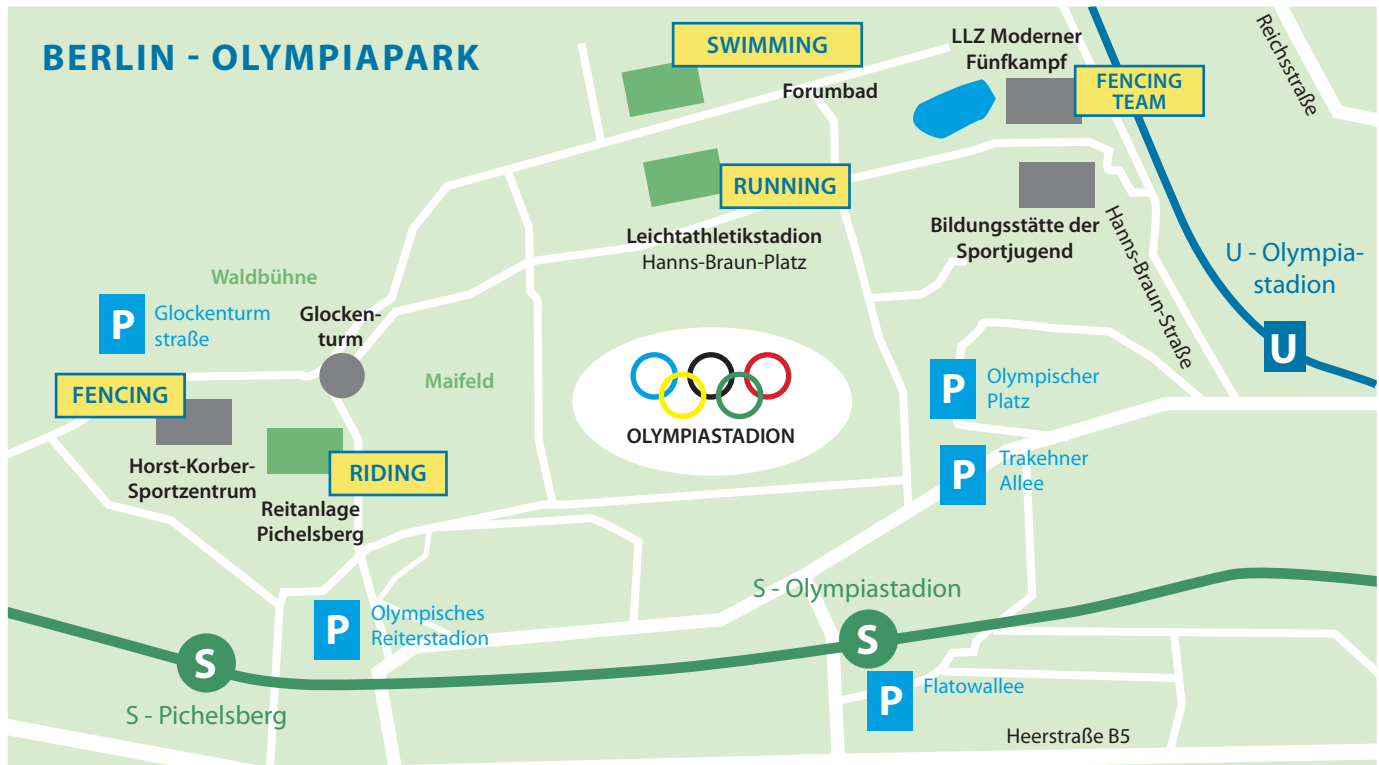 BERLIN - OLYMPIAPARK
SWIMMING
Forumbad
LLZ Moderner
Fünfkampf
FENCING
TEAM
Reichsstraße
RUNNING
Leichtathletikstadion
Hanns-Braun-Platz
Bildungsstätte der
Sportjugend
Hanns-Braun-Straße
U - Olympia-
stadion
U
Waldbühne
P
Glockenturm
straße
Glocken-
turm
Maifeld
FENCING
Horst-Korber-
Sportzentrum
RIDING
Reitanlage
Pichelsberg
OLYMPIASTADION
P
Olympischer
Platz
P
Trakehner
Allee
P
Olympisches
Reiterstadion
S - Olympiastadion
S
S
S - Pichelsberg
P
Flatowallee
Heerstraße B5